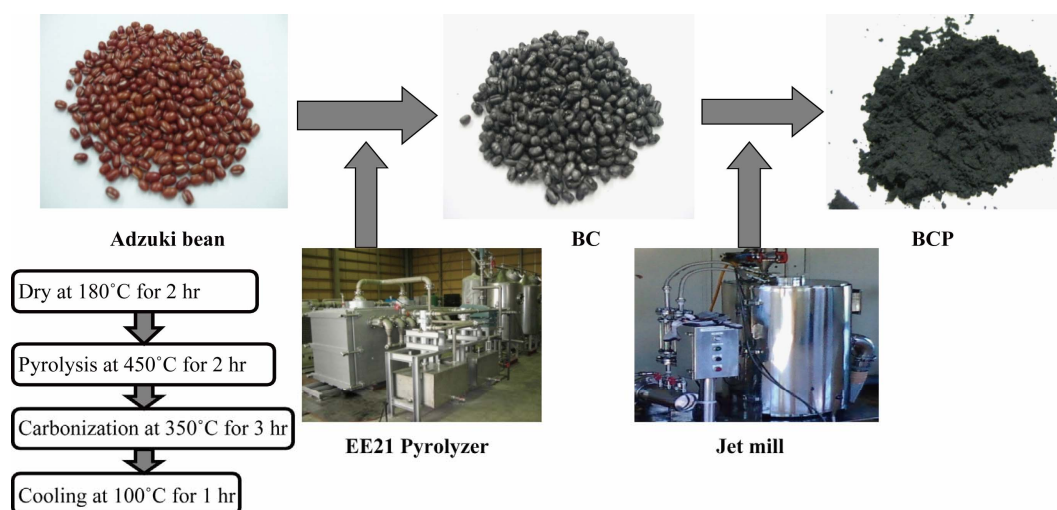 Adzuki bean
BC
BCP
Dry at 180˚C for 2 hr
Pyrolysis at 450˚C for 2 hr
Carbonization at 350˚C for 3 hr
Cooling at 100˚C for 1 hr
EE21 Pyrolyzer
Jet mill